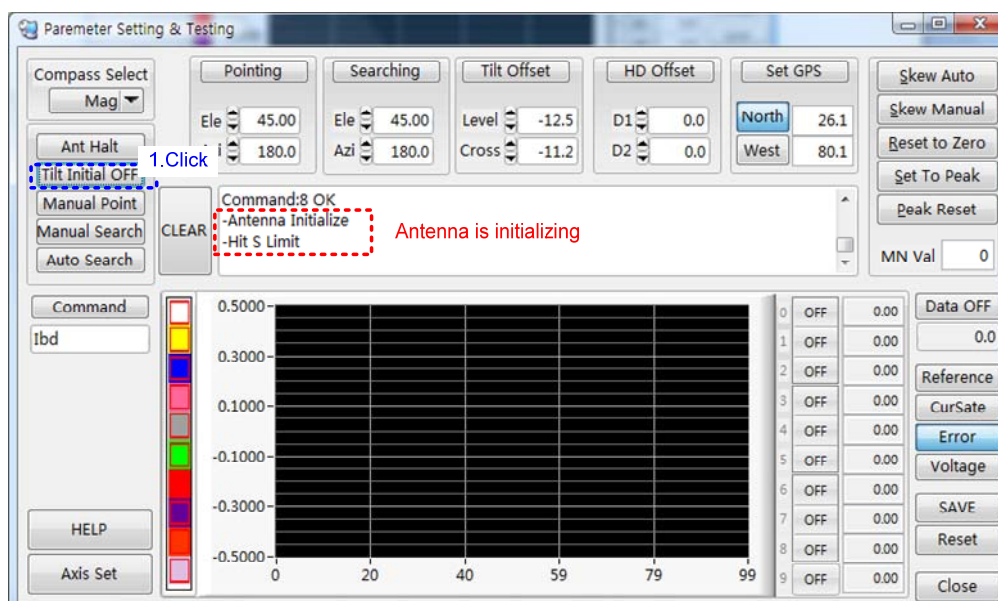 Paremeter Setting & Testing
Compass Select
Mag
Ant Halt
1.Click
Tilt Initial OFF
Manual Point
Manual Search
Auto Search
Pointing
Ele 45.00
i 180.0
Searching
Ele 45.00
Azi 180.0
Tilt Offset
Level -12.5
Cross -11.2
HD Offset
D1 0.0
D2 0.0
Set GPS
North 26.1
West 80.1
Skew Auto
Skew Manual
Reset to Zero
Set To Peak
Peak Reset
MN Val 0
CLEAR
Command:8 OK
-Antenna Initialize
-Hit S Limit
Antenna is initializing
Command
Ibd
HELP
Axis Set
0.5000
0.3000
0.1000
-0.1000
-0.3000
-0.5000
0 20 40 59 79 99
0 OFF 0.00
1 OFF 0.00
2 OFF 0.00
3 OFF 0.00
4 OFF 0.00
5 OFF 0.00
6 OFF 0.00
7 OFF 0.00
8 OFF 0.00
9 OFF 0.00
Data OFF
0.0
Reference
CurSate
Error
Voltage
SAVE
Reset
Close